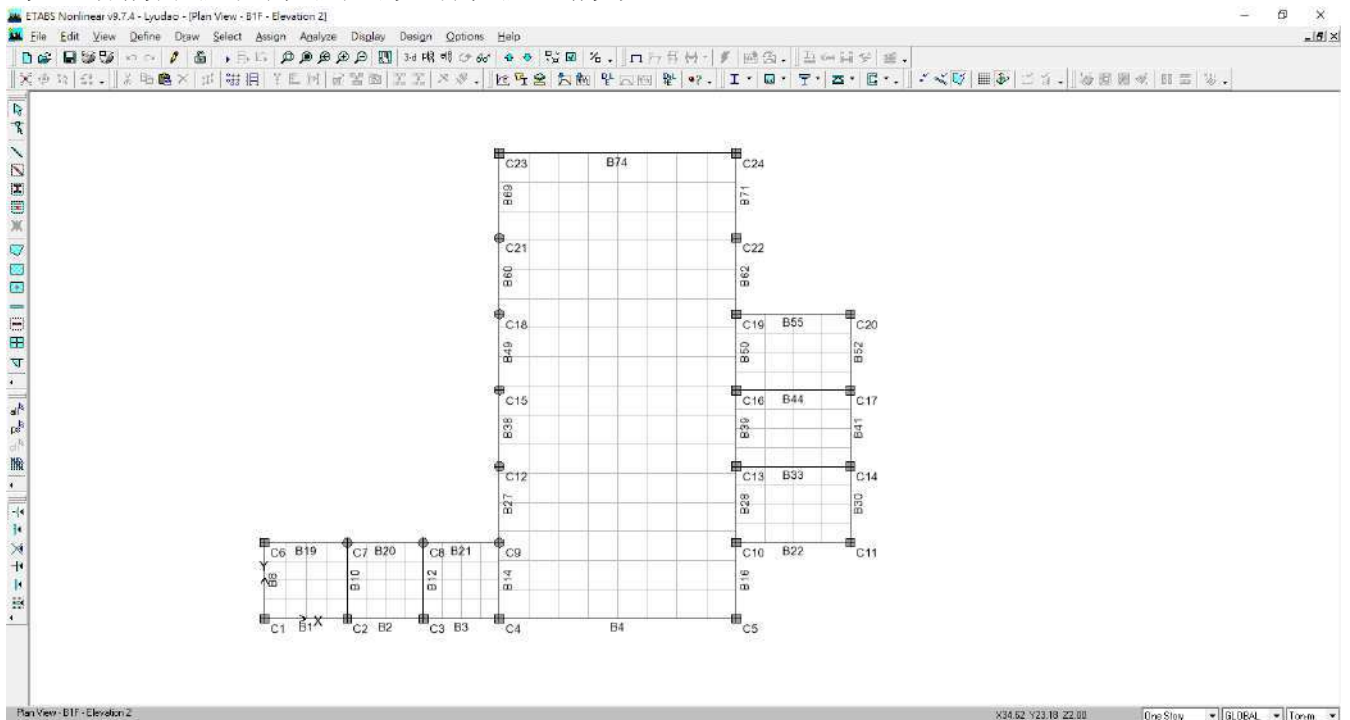 ETABS Nonlinear v9.7.4 - Lyudao - [Plan View - B1F - Elevation 2]
File Edit View Define Draw Select Assign Analyze Display Design Options Help
3-d
C23 B74 C24
B69 B71
C21 C22
B60 B62
C18 C19 B55 C20
B49 B50 B52
C15 C16 B44 C17
B38 B39 B41
C12 C13 B33 C14
B27 B28 B30
C6 B19 C7 B20 C8 B21 C9 C10 B22 C11
Y
B8 B10 B12 B14 B16
X
C1 B1 C2 B2 C3 B3 C4 B4 C5
Plan View - B1F - Elevation 2 X34.62 Y23.18 Z2.00 One Story GLOBAL Ton-m